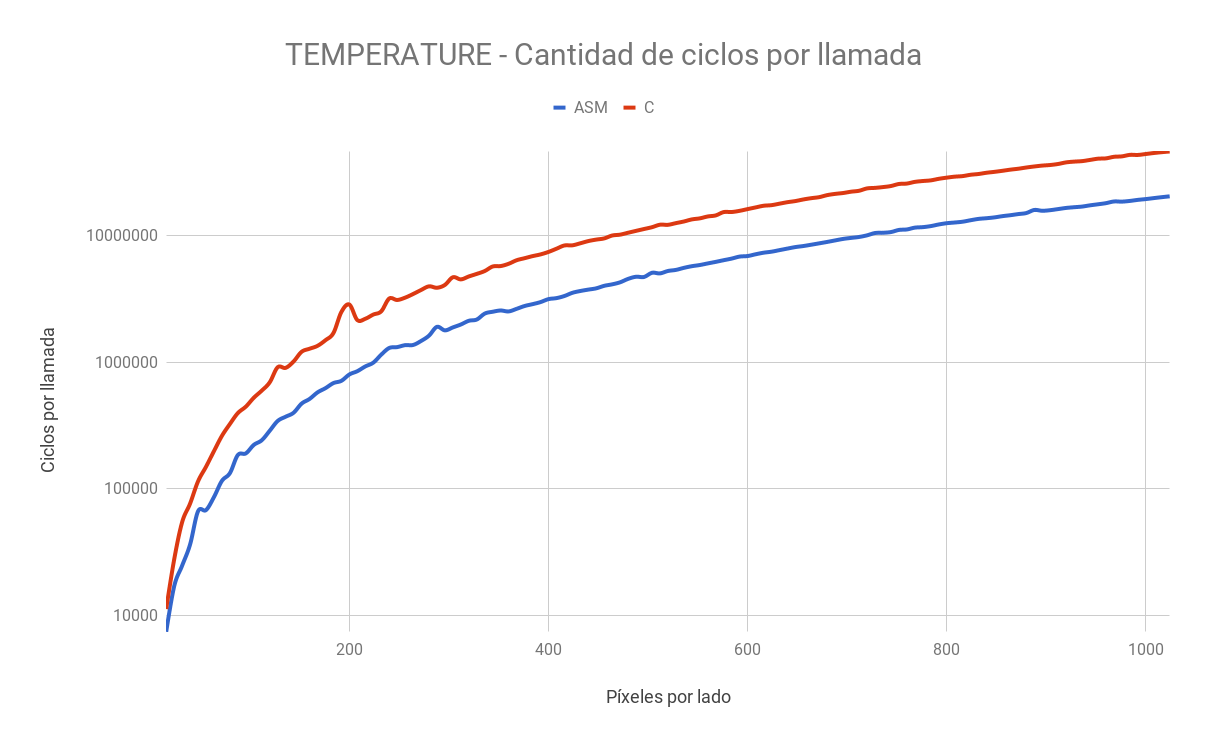 TEMPERATURE - Cantidad de ciclos por llamada
ASM C
Ciclos por llamada
10000000
1000000
100000
10000
200 400 600 800 1000
Píxeles por lado